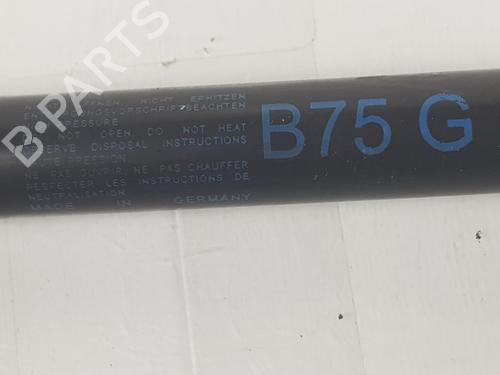 NICHT ERHITZEN
BEACHTEN
PRESSURE
NOT OPEN. DO NOT HEAT
DISPOSAL INSTRUCTIONS
PRESSION.
NE PAS OUVRIR. NE PAS CHAUFFER
RESPECTER LES INSTRUCTIONS DE
NEUTRALISATION
MADE IN GERMANY
B75 G
B-PARTS